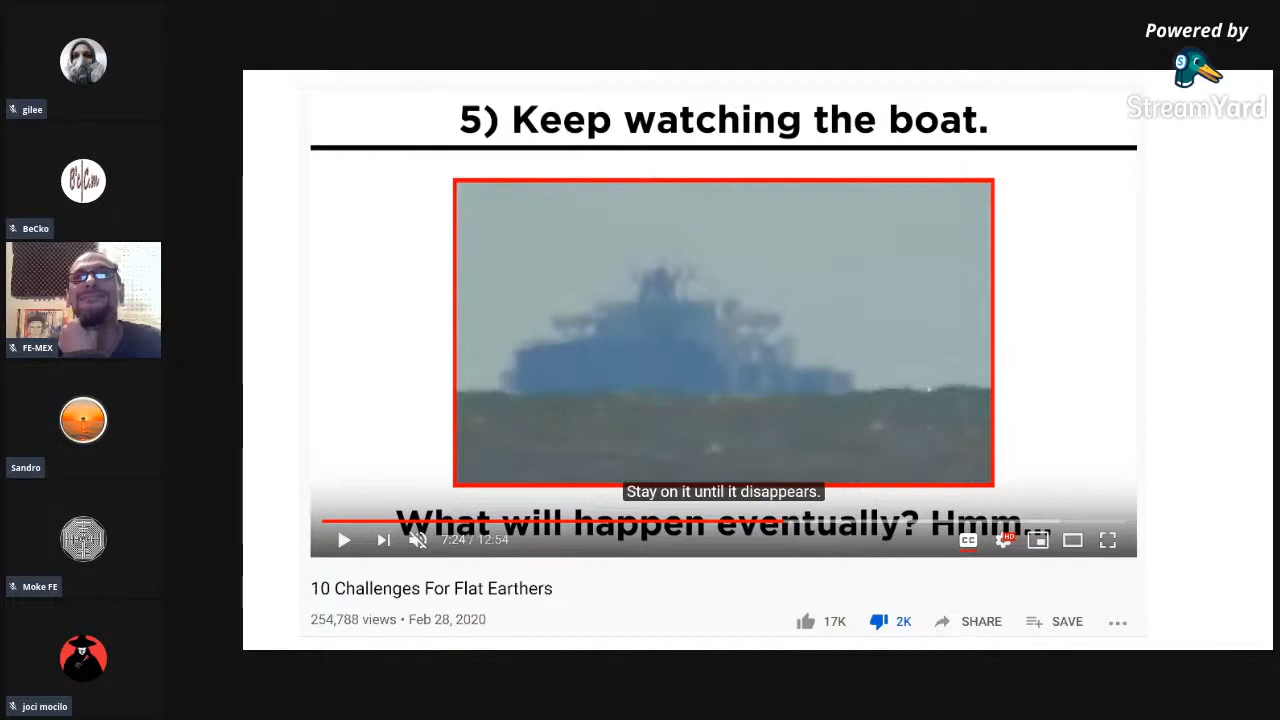 Powered by
StreamYard
gilee
BeCko
FE-MEX
Sandro
Moke FE
joci mocilo
5) Keep watching the boat.
Stay on it until it disappears.
What will happen eventually? Hmm...
7:24 / 12:54
CC
HD
10 Challenges For Flat Earthers
254,788 views • Feb 28, 2020
17K
2K
SHARE
SAVE